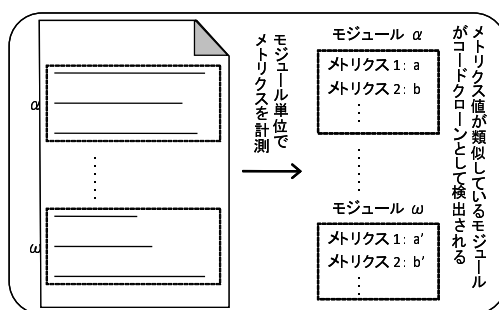 α
ω
モジュール単位で
メトリクスを計測
モジュール α
メトリクス 1: a
メトリクス 2: b
モジュール ω
メトリクス 1: a'
メトリクス 2: b'
メトリクス値が類似しているモジュール
がコードクローンとして検出される